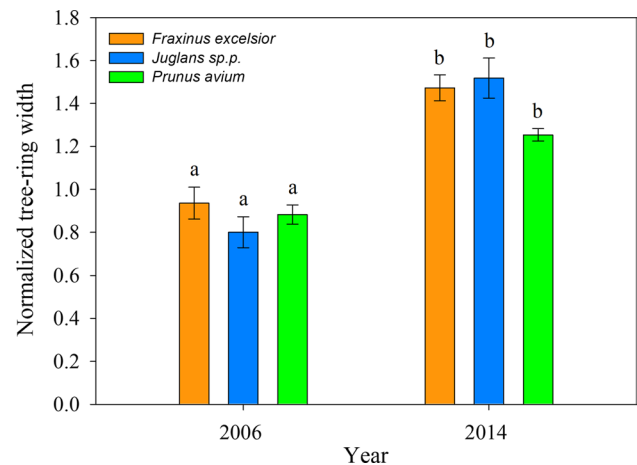 1.8
Fraxinus excelsior
Juglans sp.p.
Prunus avium
1.6
1.4
1.2
1.0
0.8
0.6
0.4
0.2
0.0
Normalized tree-ring width
a
a
a
b
b
b
2006
2014
Year